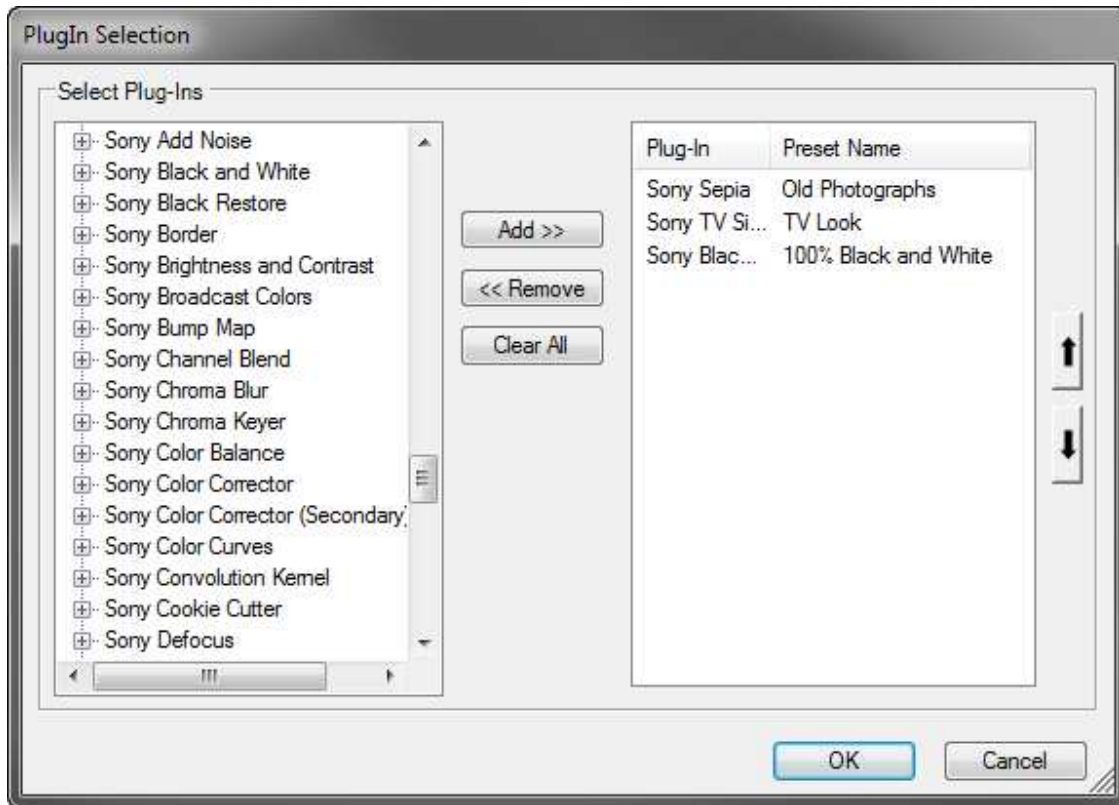 PlugIn Selection
Select Plug-Ins
Sony Add Noise
Sony Black and White
Sony Black Restore
Sony Border
Sony Brightness and Contrast
Sony Broadcast Colors
Sony Bump Map
Sony Channel Blend
Sony Chroma Blur
Sony Chroma Keyer
Sony Color Balance
Sony Color Corrector
Sony Color Corrector (Secondary)
Sony Color Curves
Sony Convolution Kernel
Sony Cookie Cutter
Sony Defocus
Add >>
<< Remove
Clear All
Plug-In Preset Name
Sony Sepia Old Photographs
Sony TV Si... TV Look
Sony Blac... 100% Black and White
OK Cancel